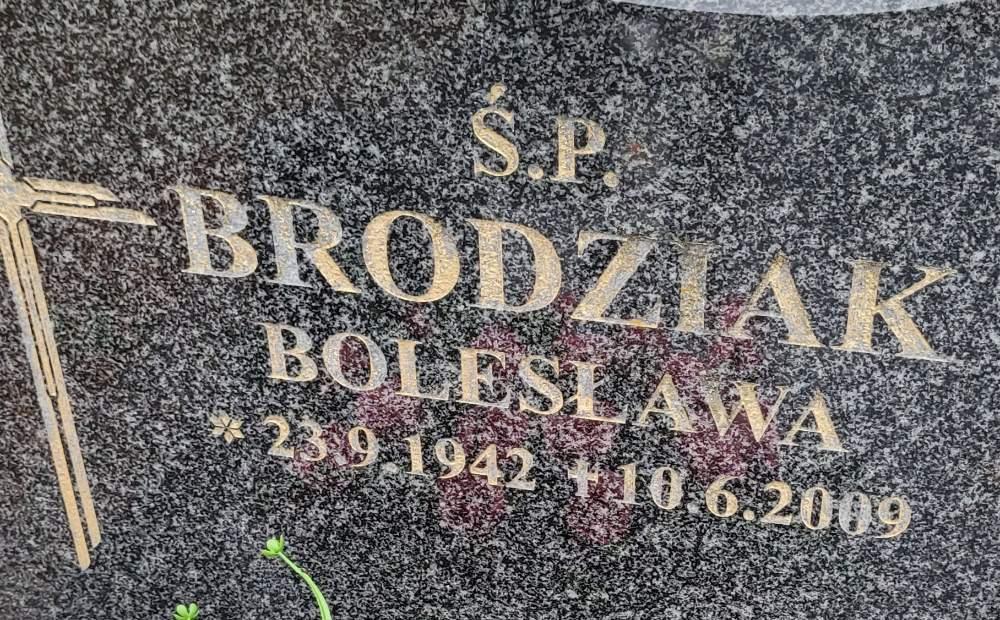 Ś.P.
BRODZIAK
BOLESŁAWA
* 23.9.1942 ✝ 10.6.2009